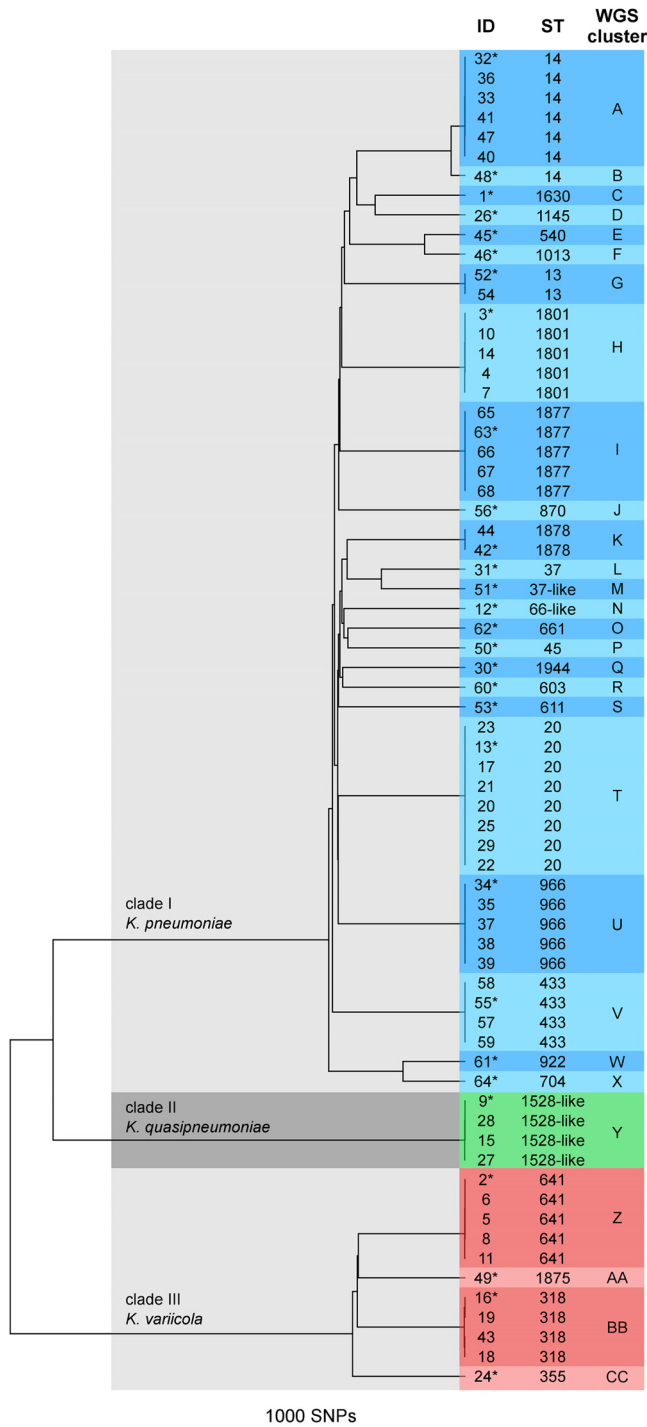 ID ST WGS cluster
32* 14
36 14
33 14
41 14 A
47 14
40 14
48* 14 B
1* 1630 C
26* 1145 D
45* 540 E
46* 1013 F
52* 13 G
54 13
3* 1801
10 1801
14 1801 H
4 1801
7 1801
65 1877
63* 1877
66 1877 I
67 1877
68 1877
56* 870 J
44 1878 K
42* 1878
31* 37 L
51* 37-like M
12* 66-like N
62* 661 O
50* 45 P
30* 1944 Q
60* 603 R
53* 611 S
23 20
13* 20
17 20
21 20 T
20 20
25 20
29 20
22 20
34* 966
clade I 35 966
K. pneumoniae 37 966 U
38 966
39 966
58 433
55* 433 V
57 433
59 433
61* 922 W
64* 704 X
clade II 9* 1528-like
K. quasipneumoniae 28 1528-like Y
15 1528-like
27 1528-like
2* 641
6 641
5 641 Z
8 641
11 641
49* 1875 AA
clade III 16* 318
K. variicola 19 318 BB
43 318
18 318
24* 355 CC
1000 SNPs